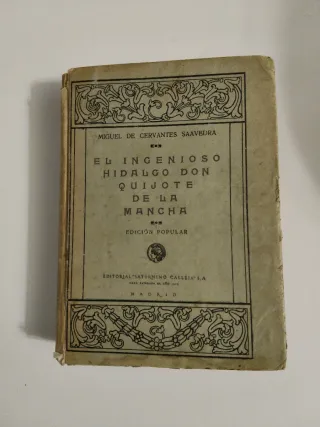 MIGUEL DE CERVANTES SAAVEDRA
EL INGENIOSO
HIDALGO DON
QUIJOTE
DE LA
MANCHA
EDICIÓN POPULAR
EDITORIAL "SATURNINO CALLEJA" S.A.
MADRID